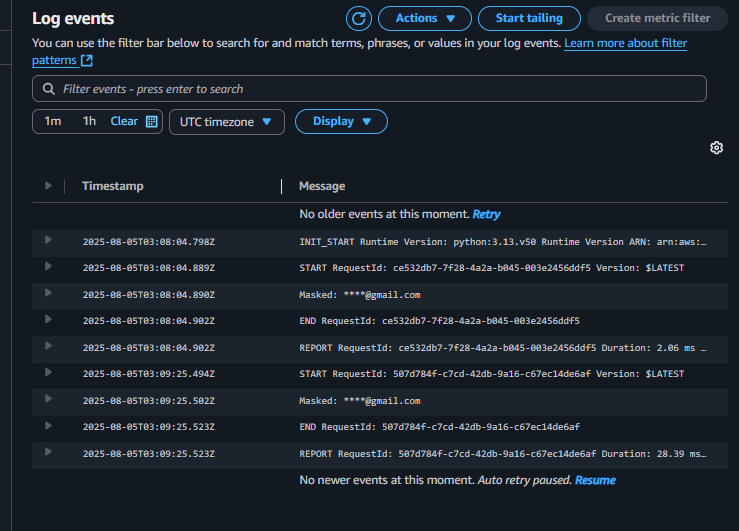 Log events
Actions
Start tailing
Create metric filter
You can use the filter bar below to search for and match terms, phrases, or values in your log events. Learn more about filter
patterns
Filter events - press enter to search
1m 1h Clear UTC timezone Display
Timestamp Message
No older events at this moment. Retry
2025-08-05T03:08:04.798Z INIT_START Runtime Version: python:3.13.v50 Runtime Version ARN: arn:aws:…
2025-08-05T03:08:04.889Z START RequestId: ce532db7-7f28-4a2a-b045-003e2456ddf5 Version: $LATEST
2025-08-05T03:08:04.890Z Masked: ****@gmail.com
2025-08-05T03:08:04.902Z END RequestId: ce532db7-7f28-4a2a-b045-003e2456ddf5
2025-08-05T03:08:04.902Z REPORT RequestId: ce532db7-7f28-4a2a-b045-003e2456ddf5 Duration: 2.06 ms …
2025-08-05T03:09:25.494Z START RequestId: 507d784f-c7cd-42db-9a16-c67ec14de6af Version: $LATEST
2025-08-05T03:09:25.502Z Masked: ****@gmail.com
2025-08-05T03:09:25.523Z END RequestId: 507d784f-c7cd-42db-9a16-c67ec14de6af
2025-08-05T03:09:25.523Z REPORT RequestId: 507d784f-c7cd-42db-9a16-c67ec14de6af Duration: 28.39 ms…
No newer events at this moment. Auto retry paused. Resume